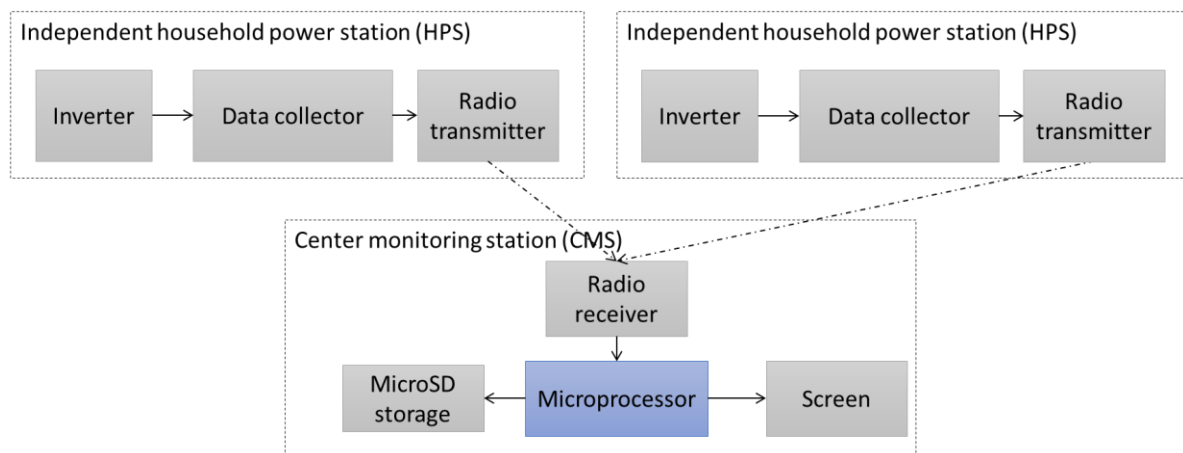 Independent household power station (HPS)
Inverter
Data collector
Radio
transmitter
Independent household power station (HPS)
Inverter
Data collector
Radio
transmitter
Center monitoring station (CMS)
Radio
receiver
MicroSD
storage
Microprocessor
Screen